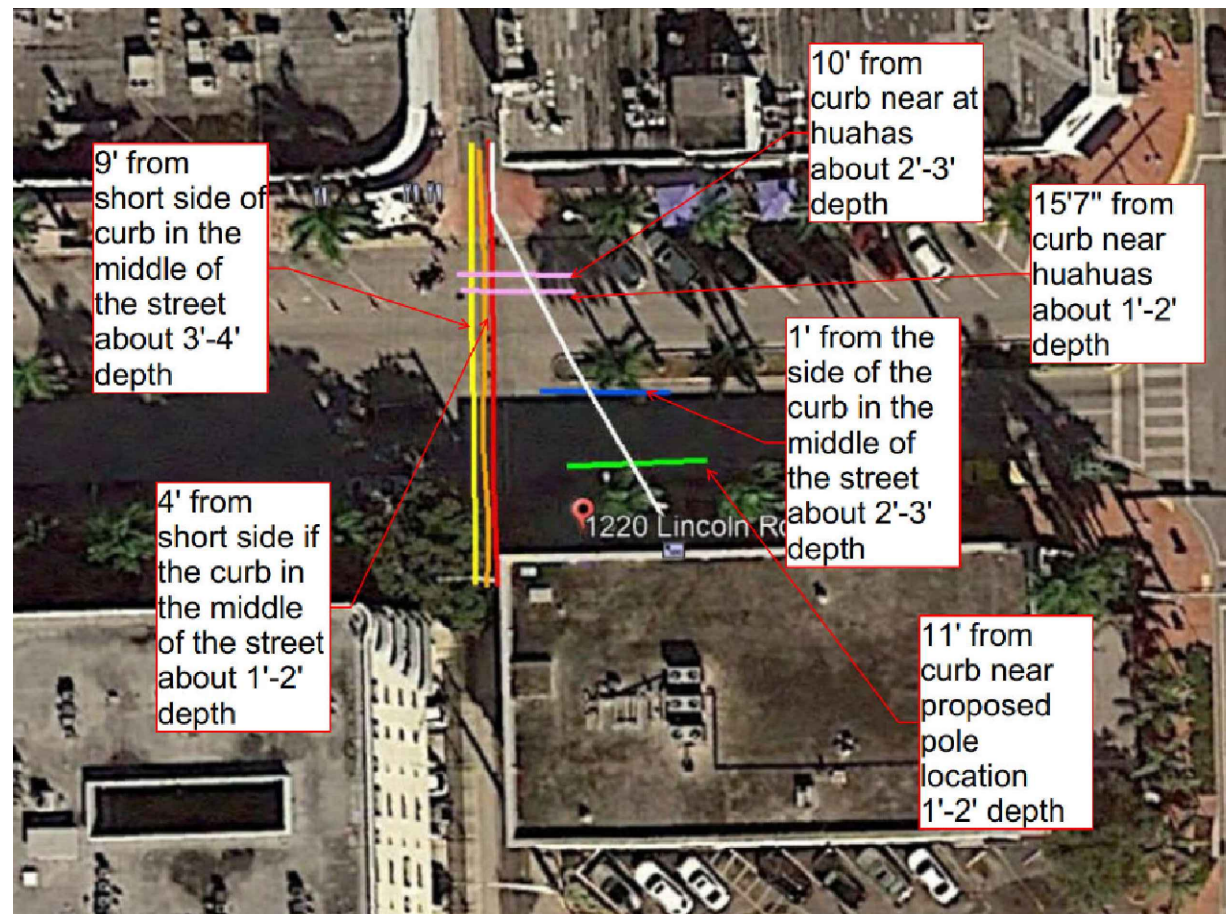 10' from
curb near at
huahas
about 2'-3'
depth
9' from
short side of
curb in the
middle of
the street
about 3'-4'
depth
15'7" from
curb near
huahuas
about 1'-2'
depth
1' from the
side of the
curb in the
middle of
the street
about 2'-3'
depth
4' from
short side if
the curb in
the middle
of the street
about 1'-2'
depth
1220 Lincoln Ro
11' from
curb near
proposed
pole
location
1'-2' depth